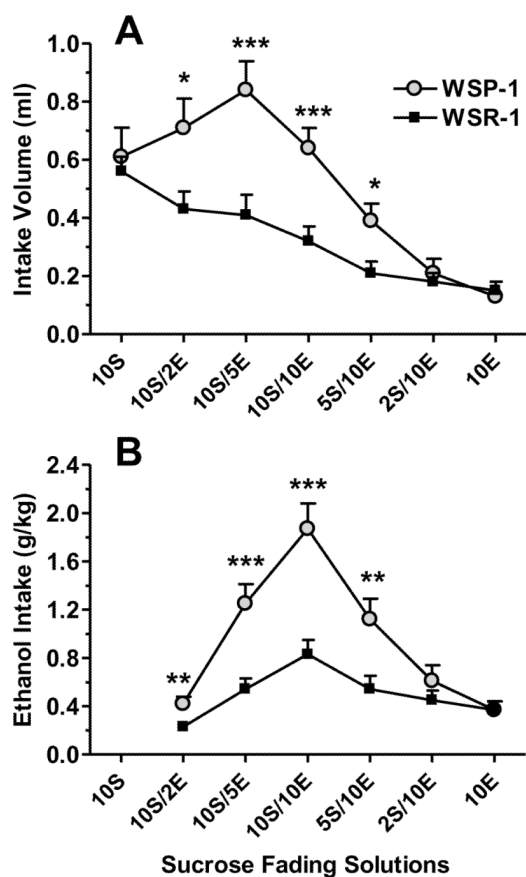 A
***
*
***
*
WSP-1
WSR-1
Intake Volume (ml)
1.0
0.8
0.6
0.4
0.2
0.0
10S
10S/2E
10S/5E
10S/10E
5S/10E
2S/10E
10E
B
***
***
**
**
Ethanol Intake (g/kg)
2.4
2.0
1.6
1.2
0.8
0.4
0.0
10S
10S/2E
10S/5E
10S/10E
5S/10E
2S/10E
10E
Sucrose Fading Solutions